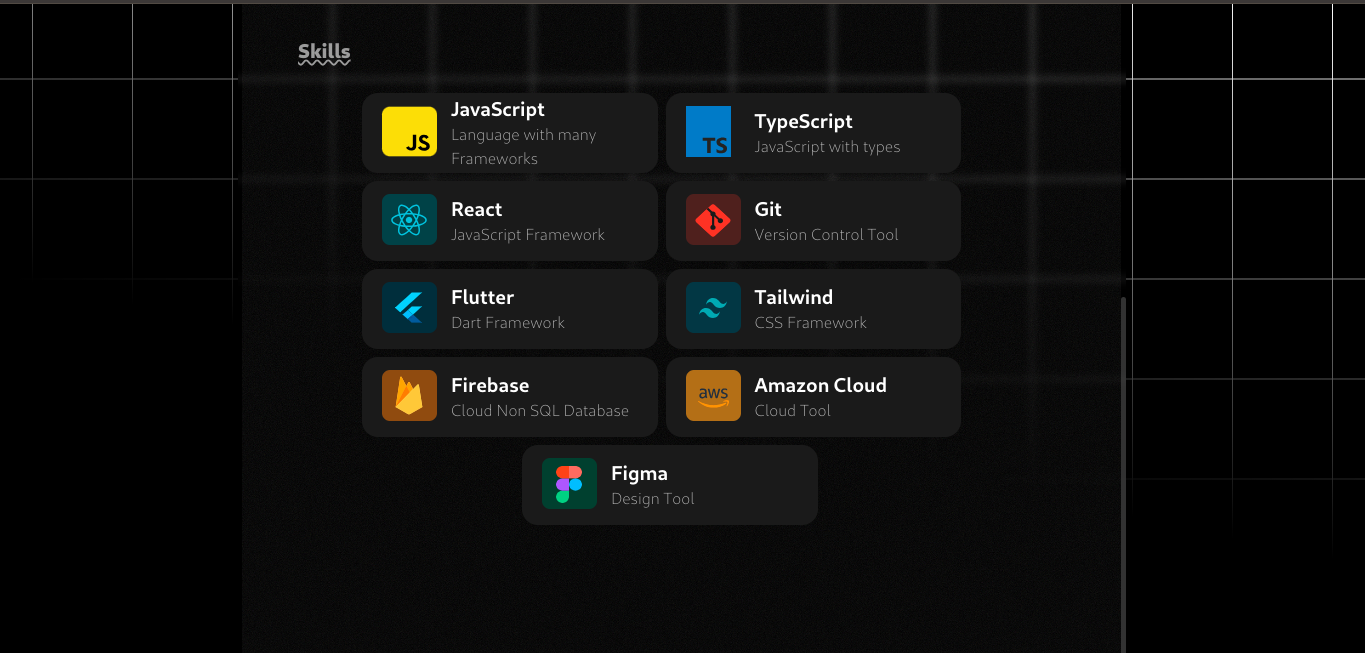 Skills
JavaScript
Language with many
Frameworks
JS
TypeScript
JavaScript with types
TS
React
JavaScript Framework
Git
Version Control Tool
Flutter
Dart Framework
Tailwind
CSS Framework
Firebase
Cloud Non SQL Database
aws
Amazon Cloud
Cloud Tool
Figma
Design Tool